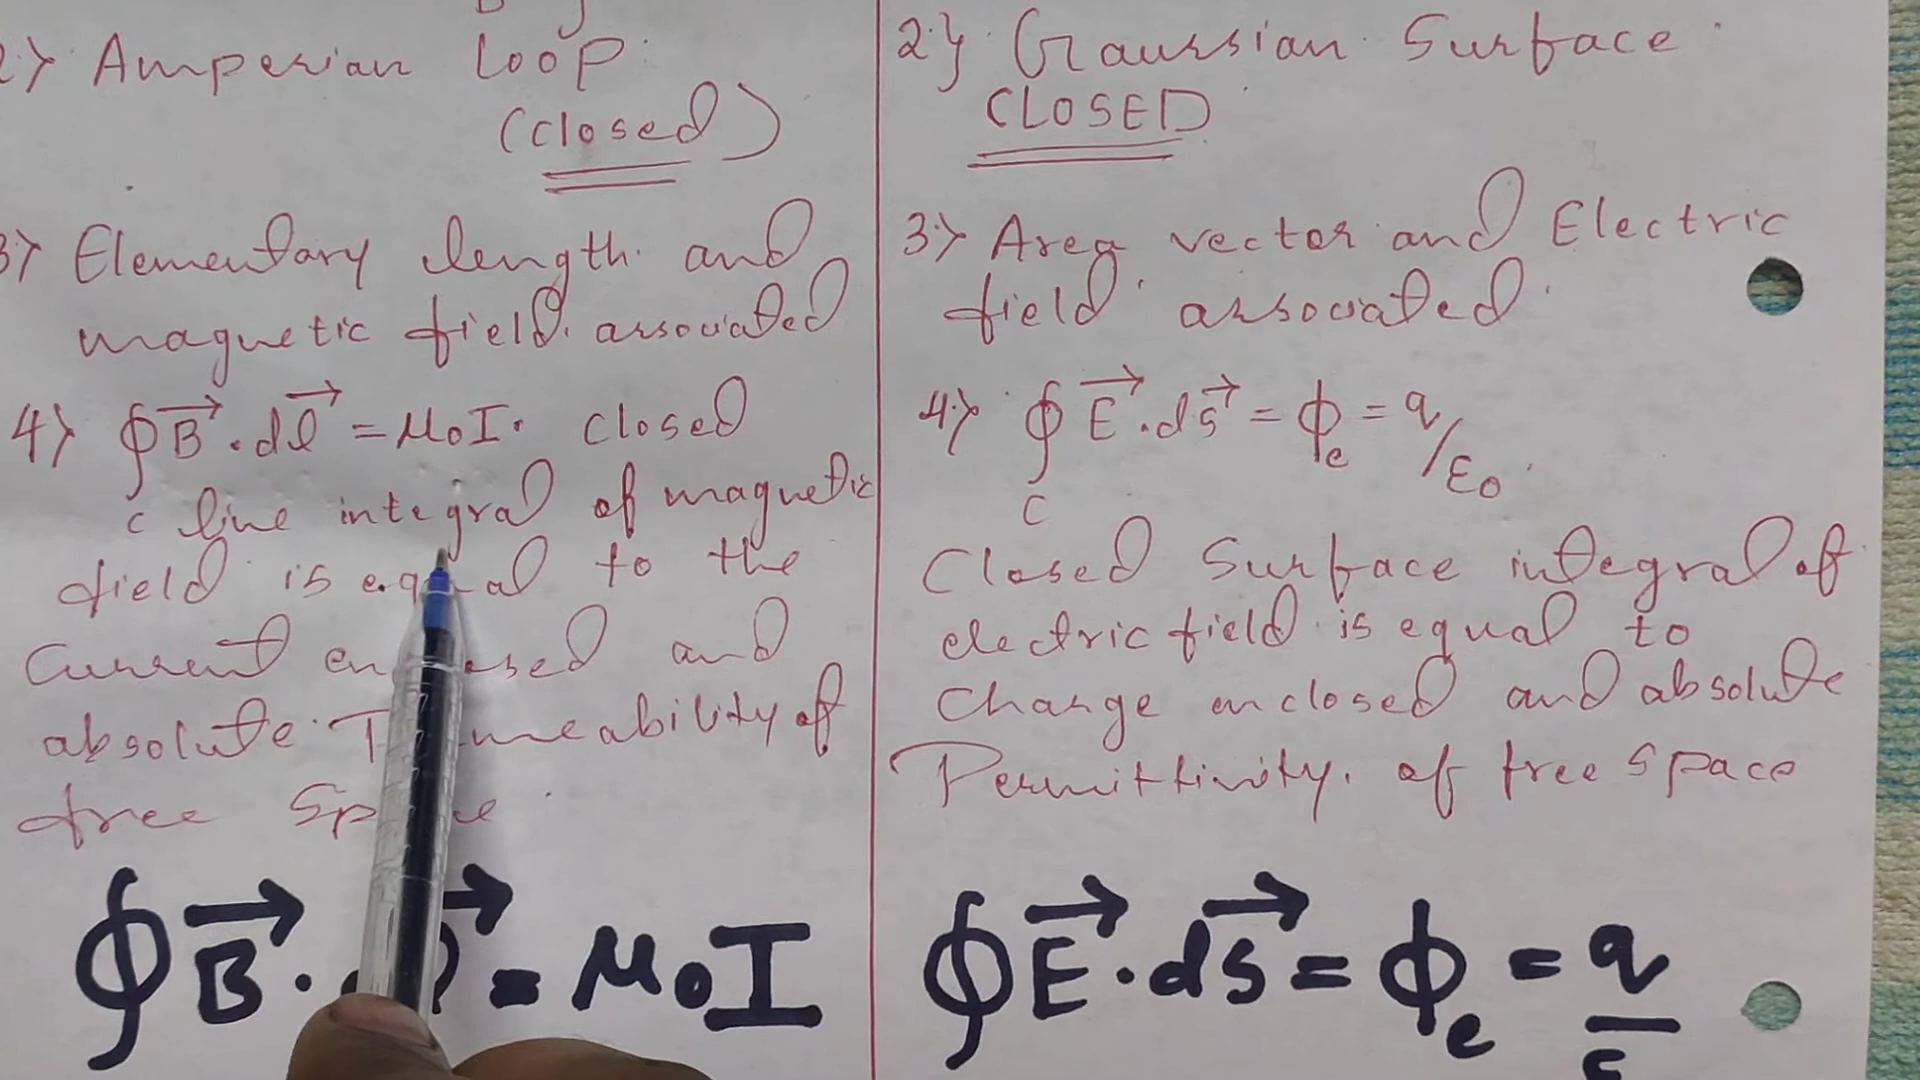 2) Amperian Loop.
(closed)
3) Elementary length and
magnetic field. associated
4) ∮B⃗.dl⃗ = μ₀I. closed
c line integral of magnetic
field is equal to the
Current enclosed and
absolute Permeability of
free Space
∮B⃗. = μ₀I
2) Gaussian Surface
CLOSED
3) Area vector and Electric
field associated.
4) ∮E⃗.ds⃗ = ϕe = q/ε₀
c
Closed Surface integral of
electric field is equal to
Charge enclosed and absolute
Permittivity. of free space
∮E⃗.ds⃗ = ϕe = q